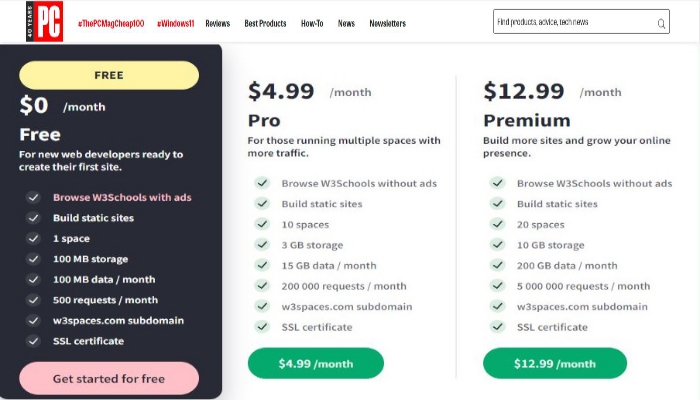 40 YEARS
PC
#ThePCMagCheap100 #Windows11 Reviews Best Products How-To News Newsletters
Find products, advice, tech news
FREE
$0 /month
Free
For new web developers ready to
create their first site.
Browse W3Schools with ads
Build static sites
1 space
100 MB storage
100 MB data / month
500 requests / month
w3spaces.com subdomain
SSL certificate
Get started for free
$4.99 /month
Pro
For those running multiple spaces with
more traffic.
Browse W3Schools without ads
Build static sites
10 spaces
3 GB storage
15 GB data / month
200 000 requests / month
w3spaces.com subdomain
SSL certificate
$4.99 /month
$12.99 /month
Premium
Build more sites and grow your online
presence.
Browse W3Schools without ads
Build static sites
20 spaces
10 GB storage
200 GB data / month
5 000 000 requests / month
w3spaces.com subdomain
SSL certificate
$12.99 /month